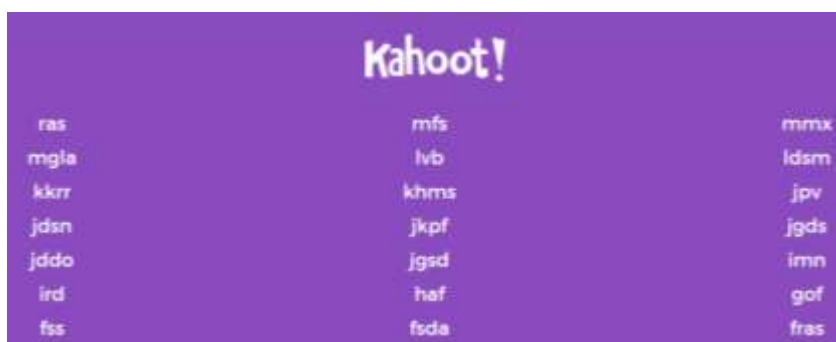 Kahoot!
ras mfs mmx
mgla lvb ldsm
kkrr khms jpv
jdsn jkpf jgds
jddo jgsd imn
ird haf gof
fss fsda fras